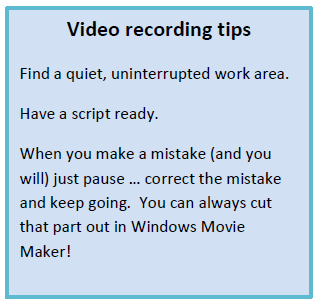 Video recording tips
Find a quiet, uninterrupted work area.
Have a script ready.
When you make a mistake (and you
will) just pause … correct the mistake
and keep going.  You can always cut
that part out in Windows Movie
Maker!